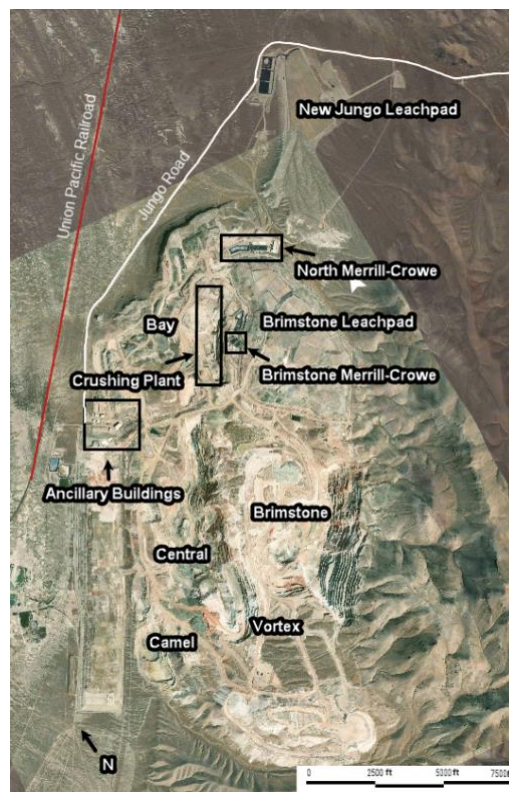 New Jungo Leachpad
Union Pacific Railroad
Jungo Road
North Merrill-Crowe
Bay
Brimstone Leachpad
Crushing Plant
Brimstone Merrill-Crowe
Ancillary Buildings
Brimstone
Central
Vortex
Camel
N
0 2500 ft 5000 ft 7500